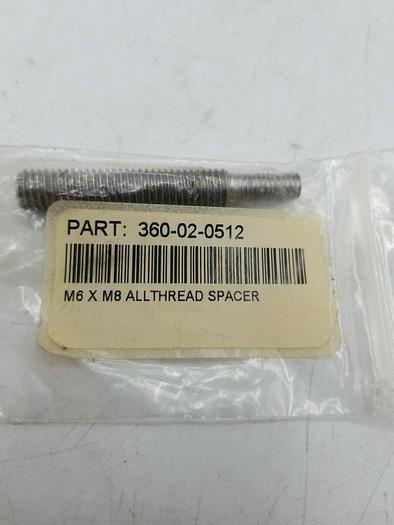 PART: 360-02-0512
M6 X M8 ALLTHREAD SPACER